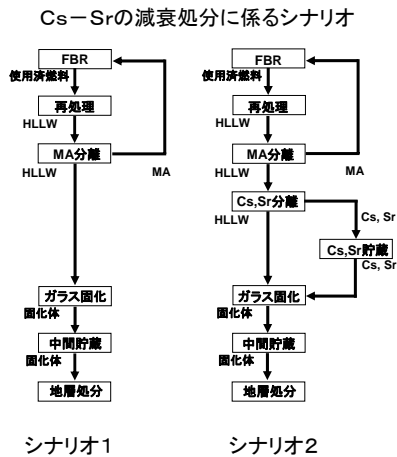 Cs－Srの減衰処分に係るシナリオ
FBR
使用済燃料
再処理
HLLW
MA分離
HLLW
MA
ガラス固化
固化体
中間貯蔵
固化体
地層処分
シナリオ１
FBR
使用済燃料
再処理
HLLW
MA分離
HLLW
MA
Cs,Sr分離
HLLW
Cs, Sr
Cs,Sr貯蔵
Cs, Sr
ガラス固化
固化体
中間貯蔵
固化体
地層処分
シナリオ２